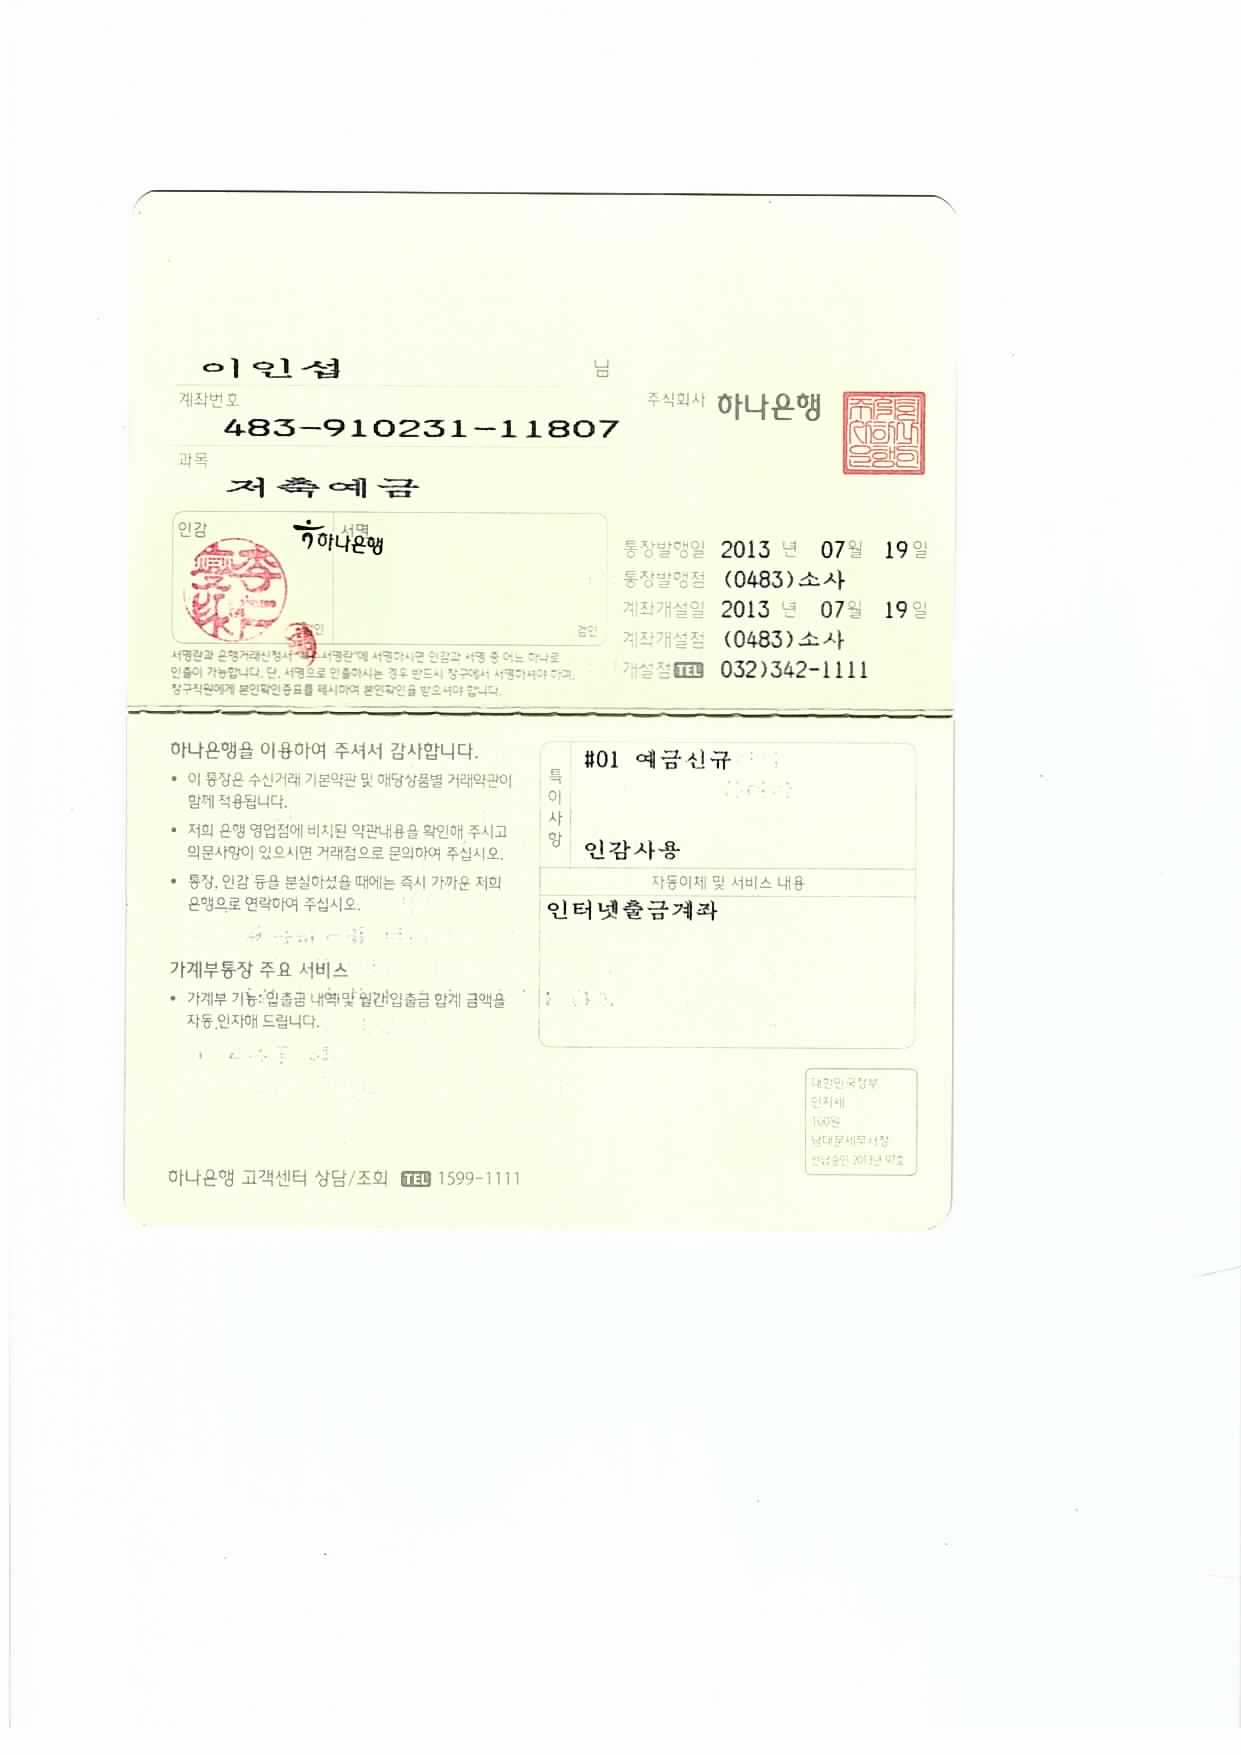 이인섭 님
계좌번호
483-910231-11807
과목
저축예금
주식회사 하나은행
인감
서명
하나은행
검인
통장발행일 2013 년 07월 19일
통장발행점 (0483)소사
계좌개설일 2013 년 07월 19일
계좌개설점 (0483)소사
개설점 TEL 032)342-1111
서명란과 은행거래신청서 서명란"에 서명하시면 인감과 서명 중 어느 하나로
인출이 가능합니다. 단, 서명으로 인출하시는 경우 반드시 창구에서 서명하셔야 하며,
창구직원에게 본인확인증표를 제시하여 본인확인을 받으셔야 합니다.
하나은행을 이용하여 주셔서 감사합니다.
• 이 통장은 수신거래 기본약관 및 해당상품별 거래약관이
함께 적용됩니다.
• 저희 은행 영업점에 비치된 약관내용을 확인해 주시고
의문사항이 있으시면 거래점으로 문의하여 주십시오.
• 통장, 인감 등을 분실하셨을 때에는 즉시 가까운 저희
은행으로 연락하여 주십시오.
가계부통장 주요 서비스
• 가계부 기능: 입출금 내역 및 월간 입출금 합계 금액을
자동 인자해 드립니다.
특이사항
#01 예금신규
인감사용
자동이체 및 서비스 내용
인터넷출금계좌
대한민국정부
인지세
100원
남대문세무서장
선납승인 2013년 97호
하나은행 고객센터 상담/조회 TEL 1599-1111